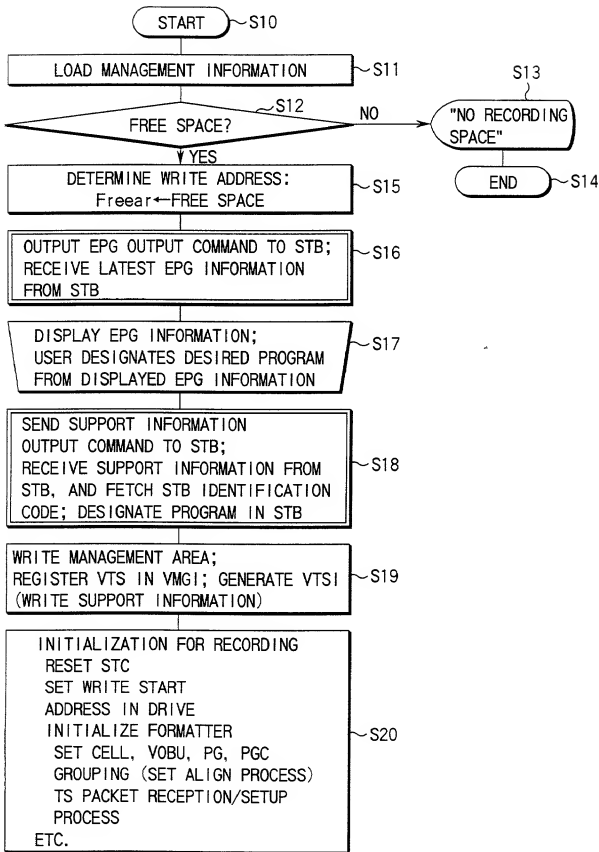 START
S10
LOAD MANAGEMENT INFORMATION
S11
S12
FREE SPACE?
NO
S13
"NO RECORDING
SPACE"
END
S14
YES
DETERMINE WRITE ADDRESS:
Freear←FREE SPACE
S15
OUTPUT EPG OUTPUT COMMAND TO STB;
RECEIVE LATEST EPG INFORMATION
FROM STB
S16
DISPLAY EPG INFORMATION;
USER DESIGNATES DESIRED PROGRAM
FROM DISPLAYED EPG INFORMATION
S17
SEND SUPPORT INFORMATION
OUTPUT COMMAND TO STB;
RECEIVE SUPPORT INFORMATION FROM
STB, AND FETCH STB IDENTIFICATION
CODE; DESIGNATE PROGRAM IN STB
S18
WRITE MANAGEMENT AREA;
REGISTER VTS IN VMGI; GENERATE VTSI
(WRITE SUPPORT INFORMATION)
S19
INITIALIZATION FOR RECORDING
RESET STC
SET WRITE START
ADDRESS IN DRIVE
INITIALIZE FORMATTER
SET CELL, VOBU, PG, PGC
GROUPING (SET ALIGN PROCESS)
TS PACKET RECEPTION/SETUP
PROCESS
ETC.
S20